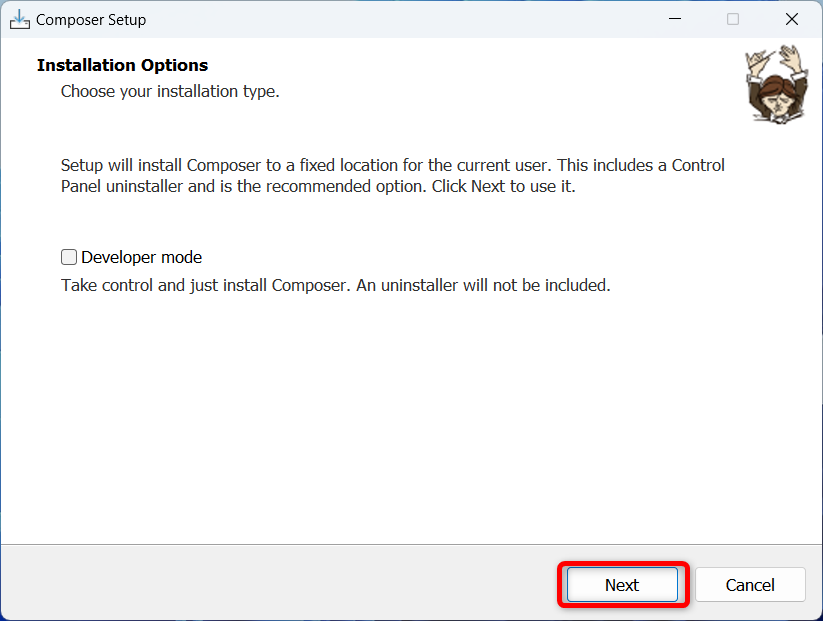 Composer Setup
Installation Options
Choose your installation type.
Setup will install Composer to a fixed location for the current user. This includes a Control
Panel uninstaller and is the recommended option. Click Next to use it.
Developer mode
Take control and just install Composer. An uninstaller will not be included.
Next
Cancel